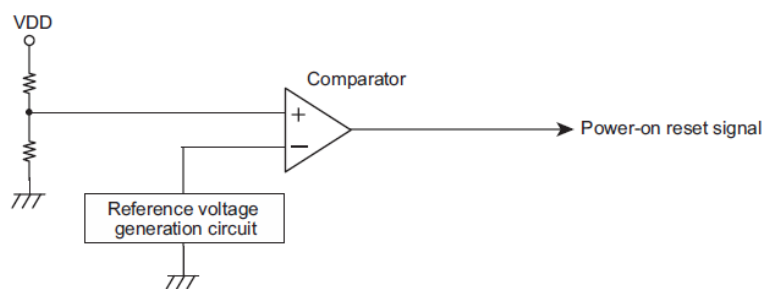 VDD
Comparator
+
Power-on reset signal
−
Reference voltage
generation circuit